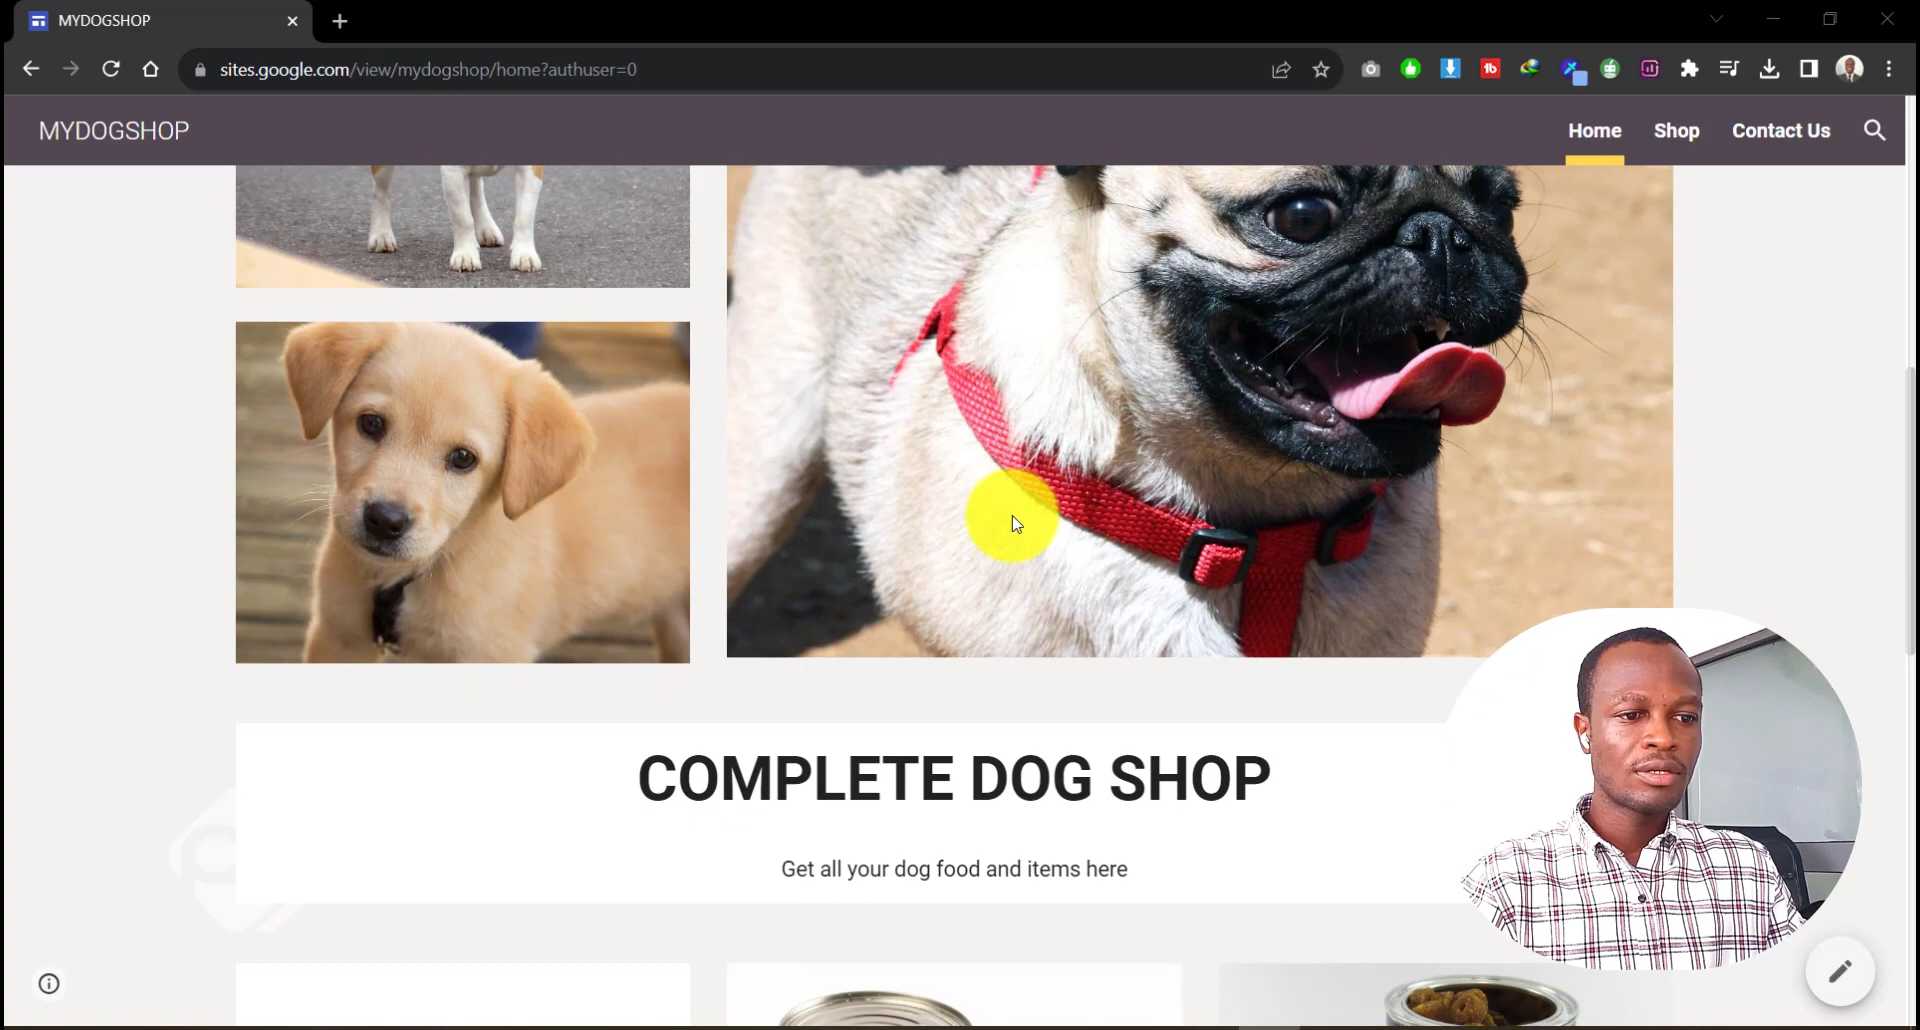 MYDOGSHOP
sites.google.com/view/mydogshop/home?authuser=0
tb
MYDOGSHOP
Home
Shop
Contact Us
COMPLETE DOG SHOP
Get all your dog food and items here